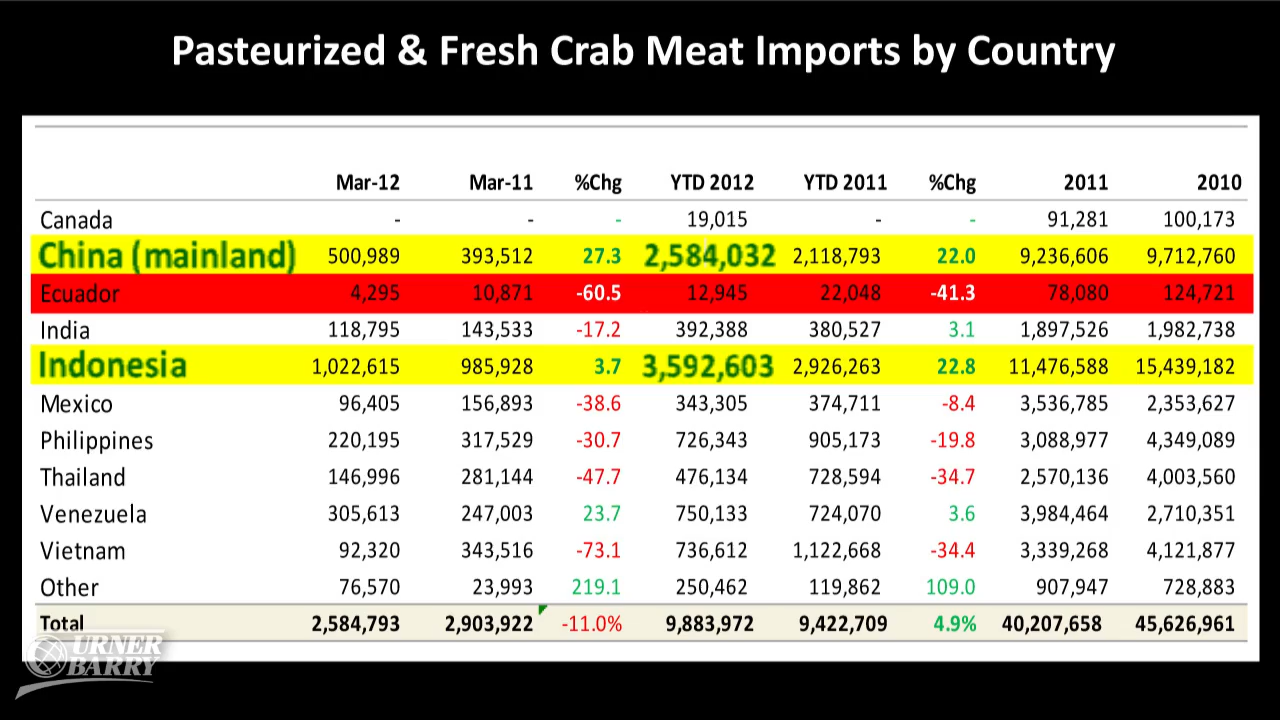 Pasteurized & Fresh Crab Meat Imports by Country
Mar-12 Mar-11 %Chg YTD 2012 YTD 2011 %Chg 2011 2010
Canada - - - 19,015 - - 91,281 100,173
China (mainland) 500,989 393,512 27.3 2,584,032 2,118,793 22.0 9,236,606 9,712,760
Ecuador 4,295 10,871 -60.5 12,945 22,048 -41.3 78,080 124,721
India 118,795 143,533 -17.2 392,388 380,527 3.1 1,897,526 1,982,738
Indonesia 1,022,615 985,928 3.7 3,592,603 2,926,263 22.8 11,476,588 15,439,182
Mexico 96,405 156,893 -38.6 343,305 374,711 -8.4 3,536,785 2,353,627
Philippines 220,195 317,529 -30.7 726,343 905,173 -19.8 3,088,977 4,349,089
Thailand 146,996 281,144 -47.7 476,134 728,594 -34.7 2,570,136 4,003,560
Venezuela 305,613 247,003 23.7 750,133 724,070 3.6 3,984,464 2,710,351
Vietnam 92,320 343,516 -73.1 736,612 1,122,668 -34.4 3,339,268 4,121,877
Other 76,570 23,993 219.1 250,462 119,862 109.0 907,947 728,883
Total 2,584,793 2,903,922 -11.0% 9,883,972 9,422,709 4.9% 40,207,658 45,626,961
URNER
BARRY